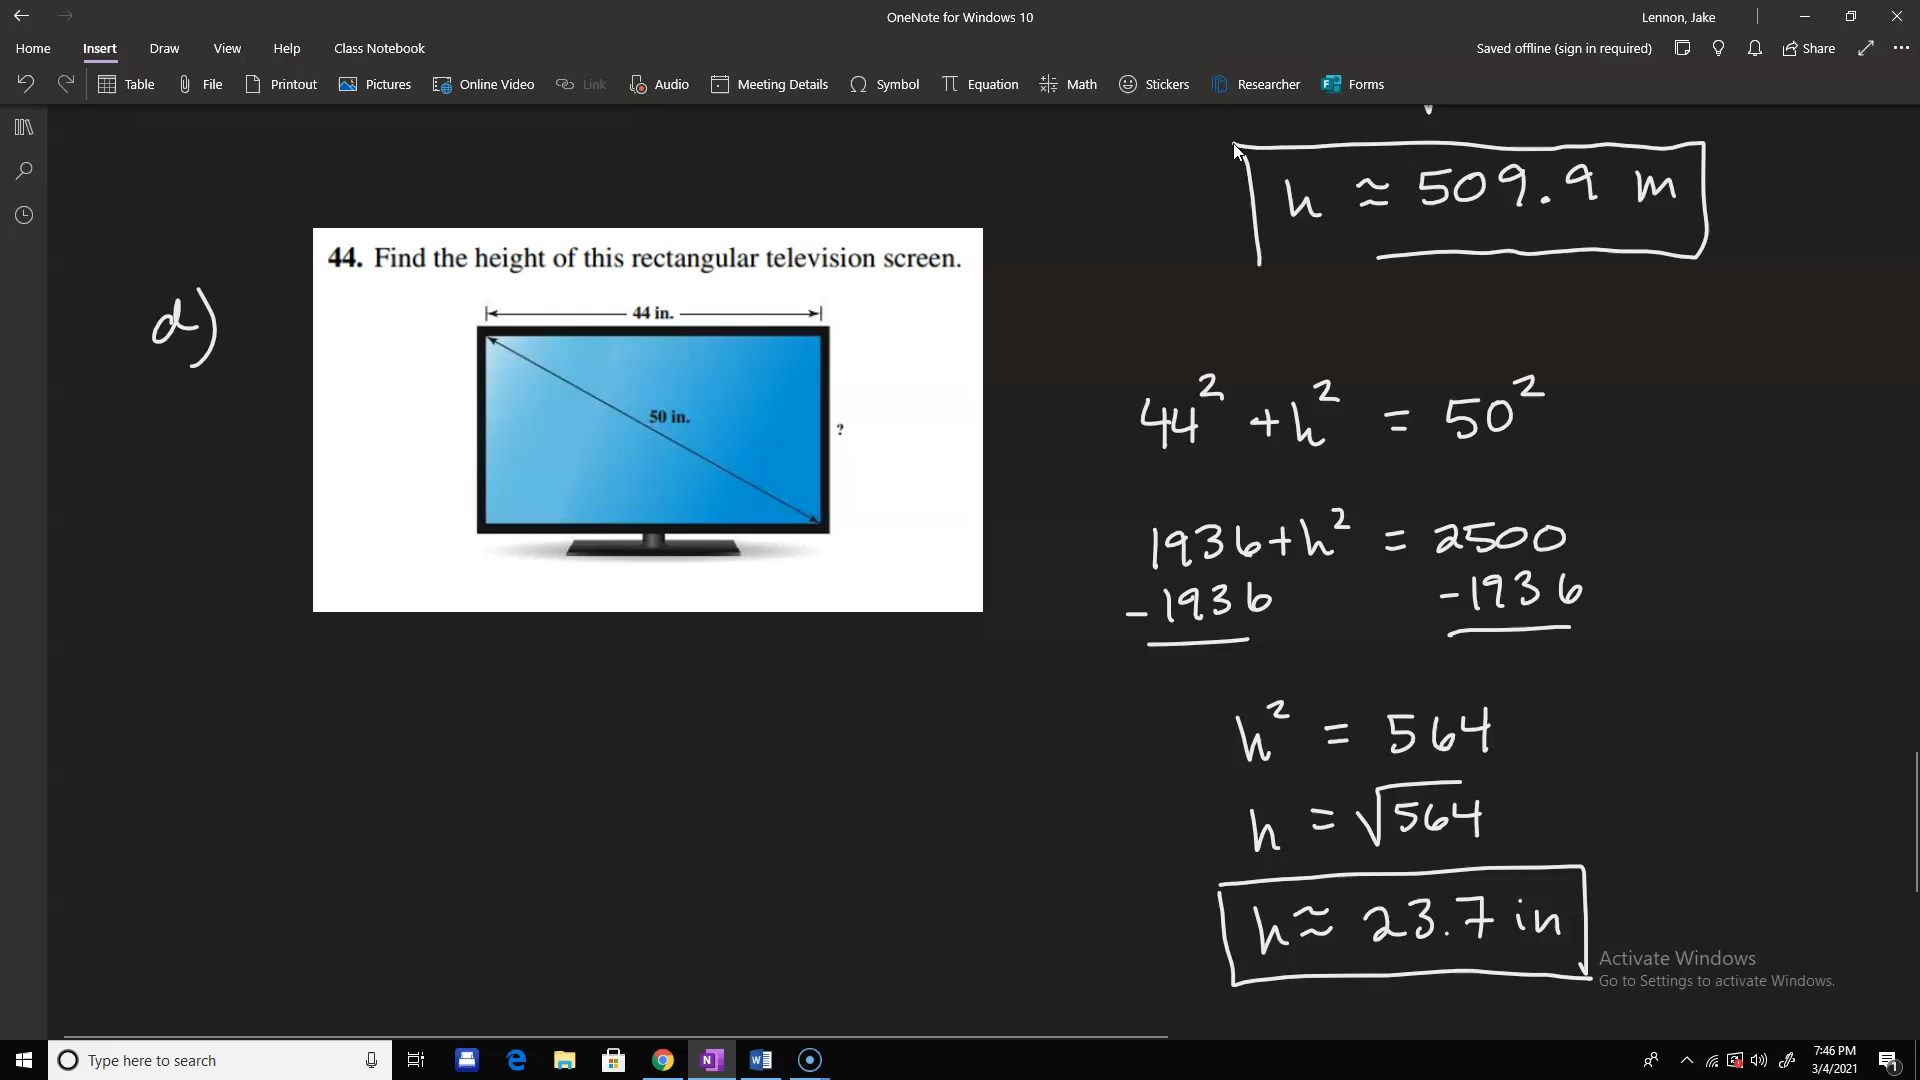 OneNote for Windows 10
Lennon, Jake
Home Insert Draw View Help Class Notebook
Saved offline (sign in required) Share
Table File Printout Pictures Online Video Link Audio Meeting Details Symbol Equation Math Stickers Researcher Forms
h ≈ 509.9 m
44. Find the height of this rectangular television screen.
d)
44 in.
50 in.
?
44² + h² = 50²
1936 + h² = 2500
-1936 -1936
h² = 564
h = √564
h ≈ 23.7 in
Activate Windows
Go to Settings to activate Windows.
Type here to search
7:46 PM
3/4/2021
1